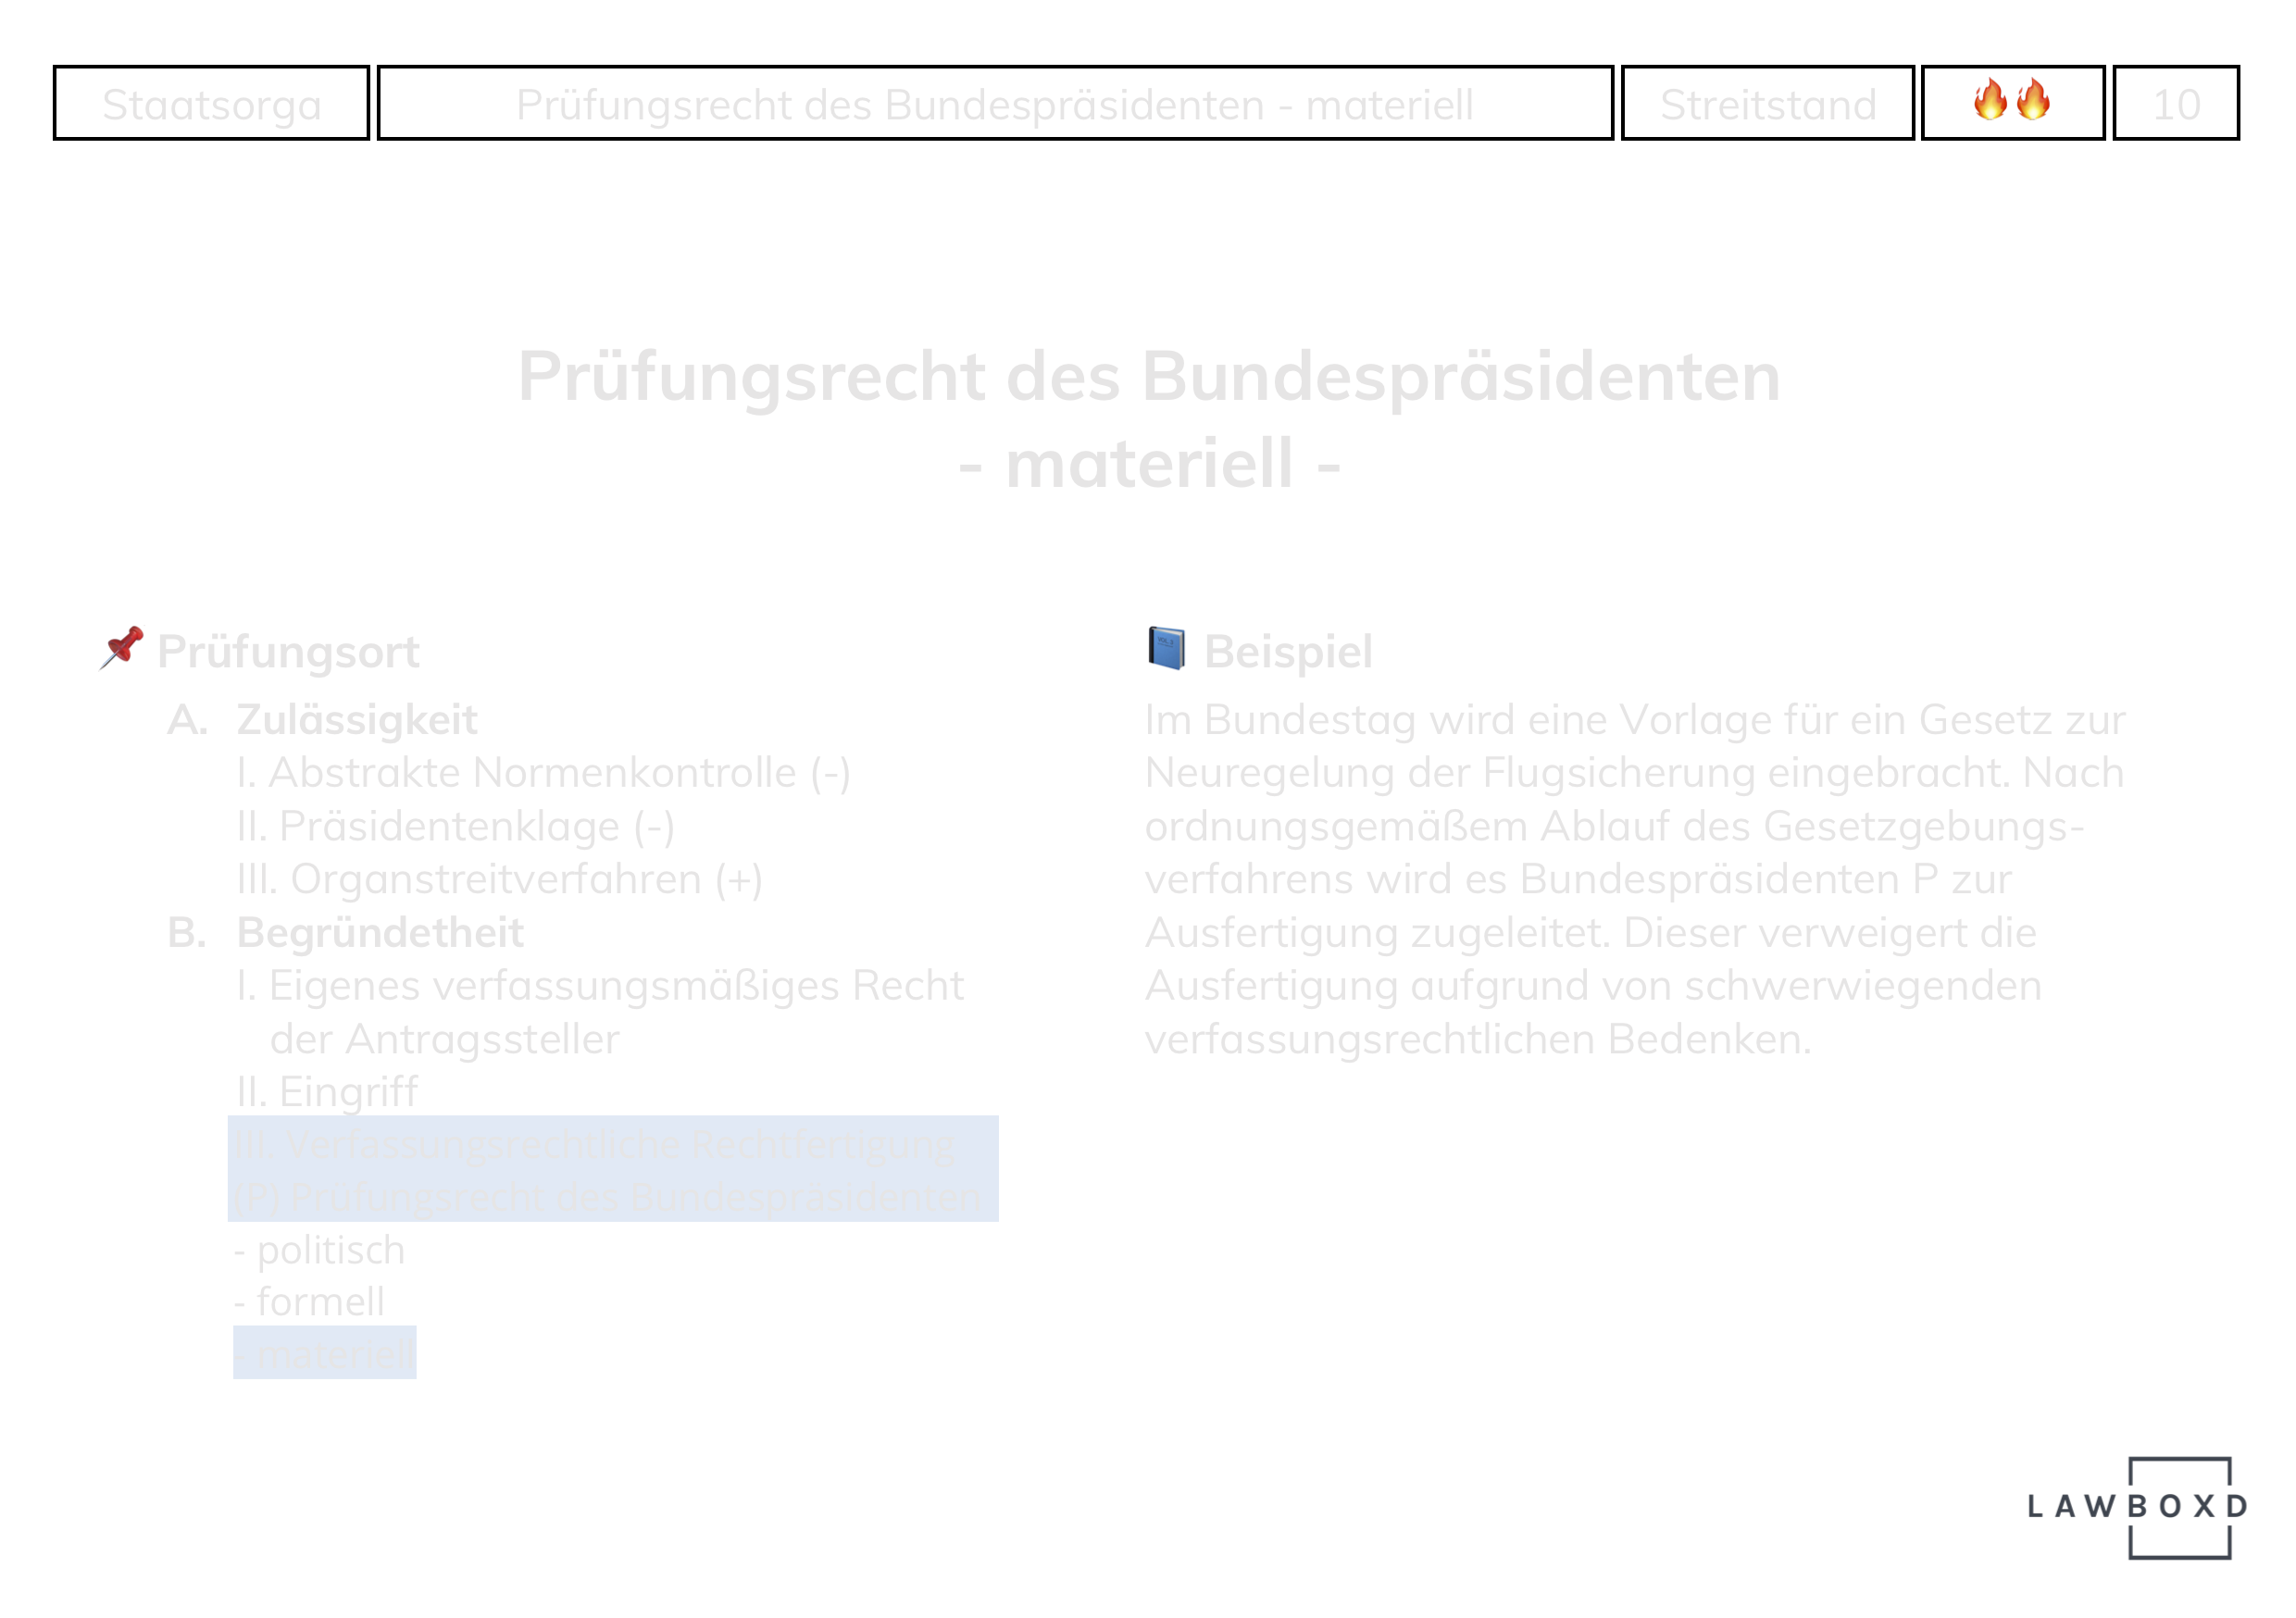 Staatsorga
Prüfungsrecht des Bundespräsidenten - materiell
Streitstand
10
Prüfungsrecht des Bundespräsidenten
- materiell -
Prüfungsort
A. Zulässigkeit
I. Abstrakte Normenkontrolle (-)
II. Präsidentenklage (-)
III. Organstreitverfahren (+)
B. Begründetheit
I. Eigenes verfassungsmäßiges Recht
der Antragssteller
II. Eingriff
III. Verfassungsrechtliche Rechtfertigung
(P) Prüfungsrecht des Bundespräsidenten
- politisch
- formell
- materiell
Beispiel
Im Bundestag wird eine Vorlage für ein Gesetz zur
Neuregelung der Flugsicherung eingebracht. Nach
ordnungsgemäßem Ablauf des Gesetzgebungs-
verfahrens wird es Bundespräsidenten P zur
Ausfertigung zugeleitet. Dieser verweigert die
Ausfertigung aufgrund von schwerwiegenden
verfassungsrechtlichen Bedenken.
LAWBOXD